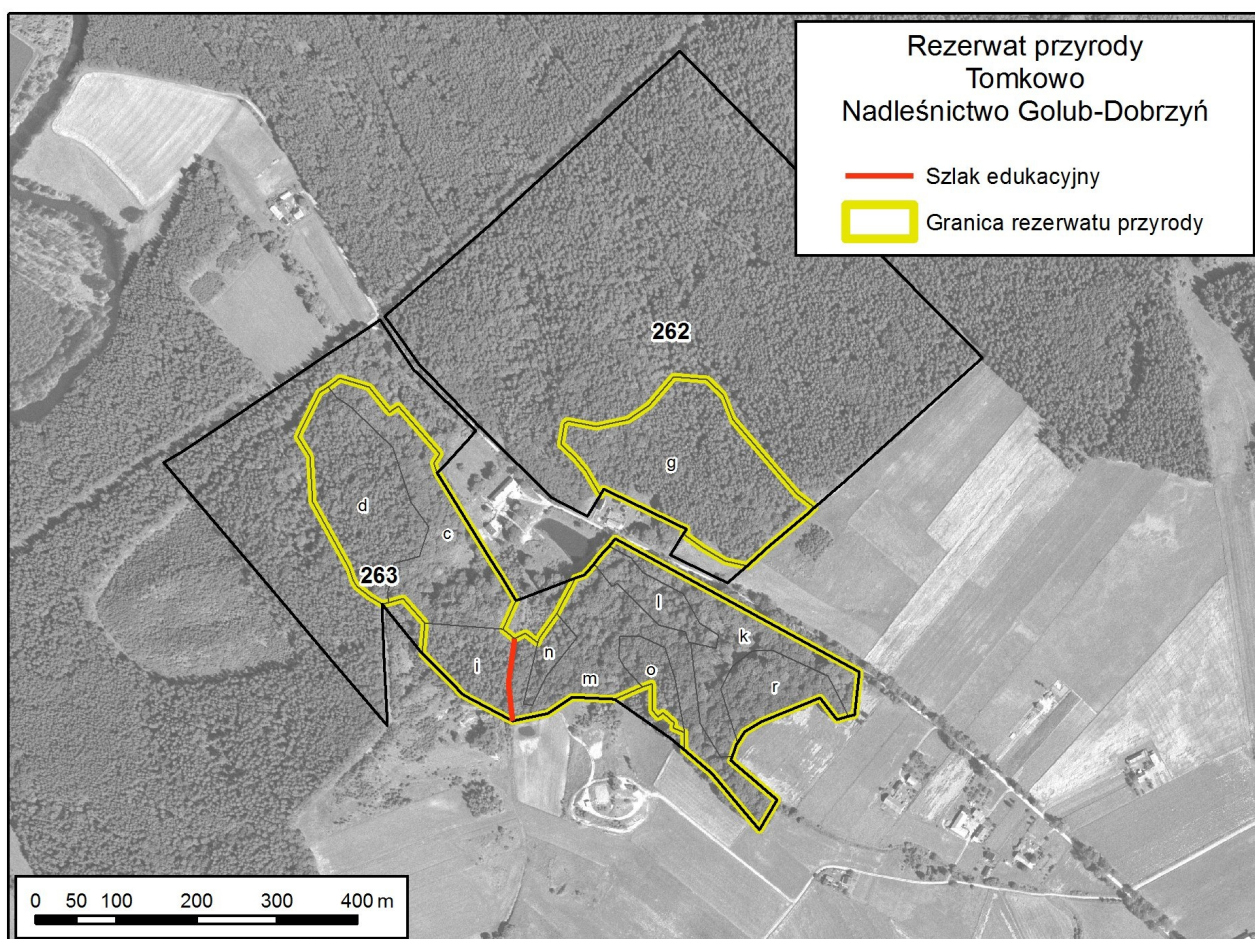 Rezerwat przyrody
Tomkowo
Nadleśnictwo Golub-Dobrzyń
Szlak edukacyjny
Granica rezerwatu przyrody
262
g
d
c
263
l
k
n
i
m
o
r
0 50 100 200 300 400 m